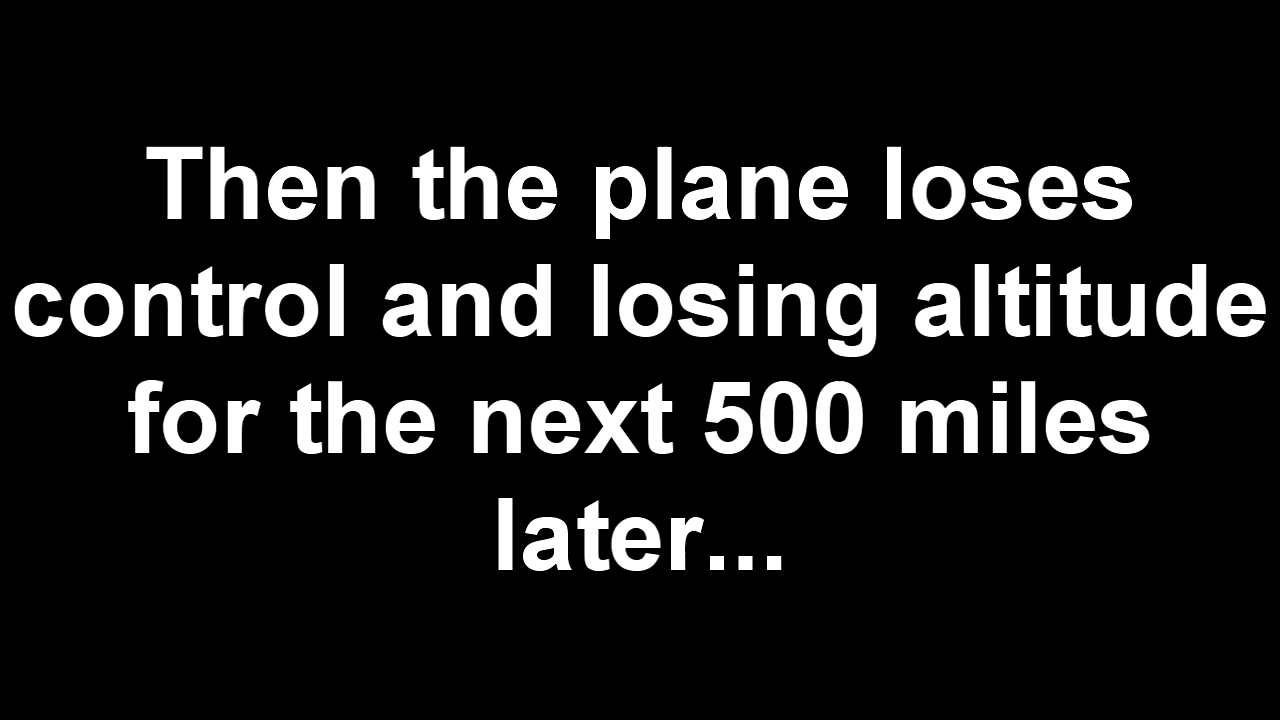 Then the plane loses
control and losing altitude
for the next 500 miles
later...